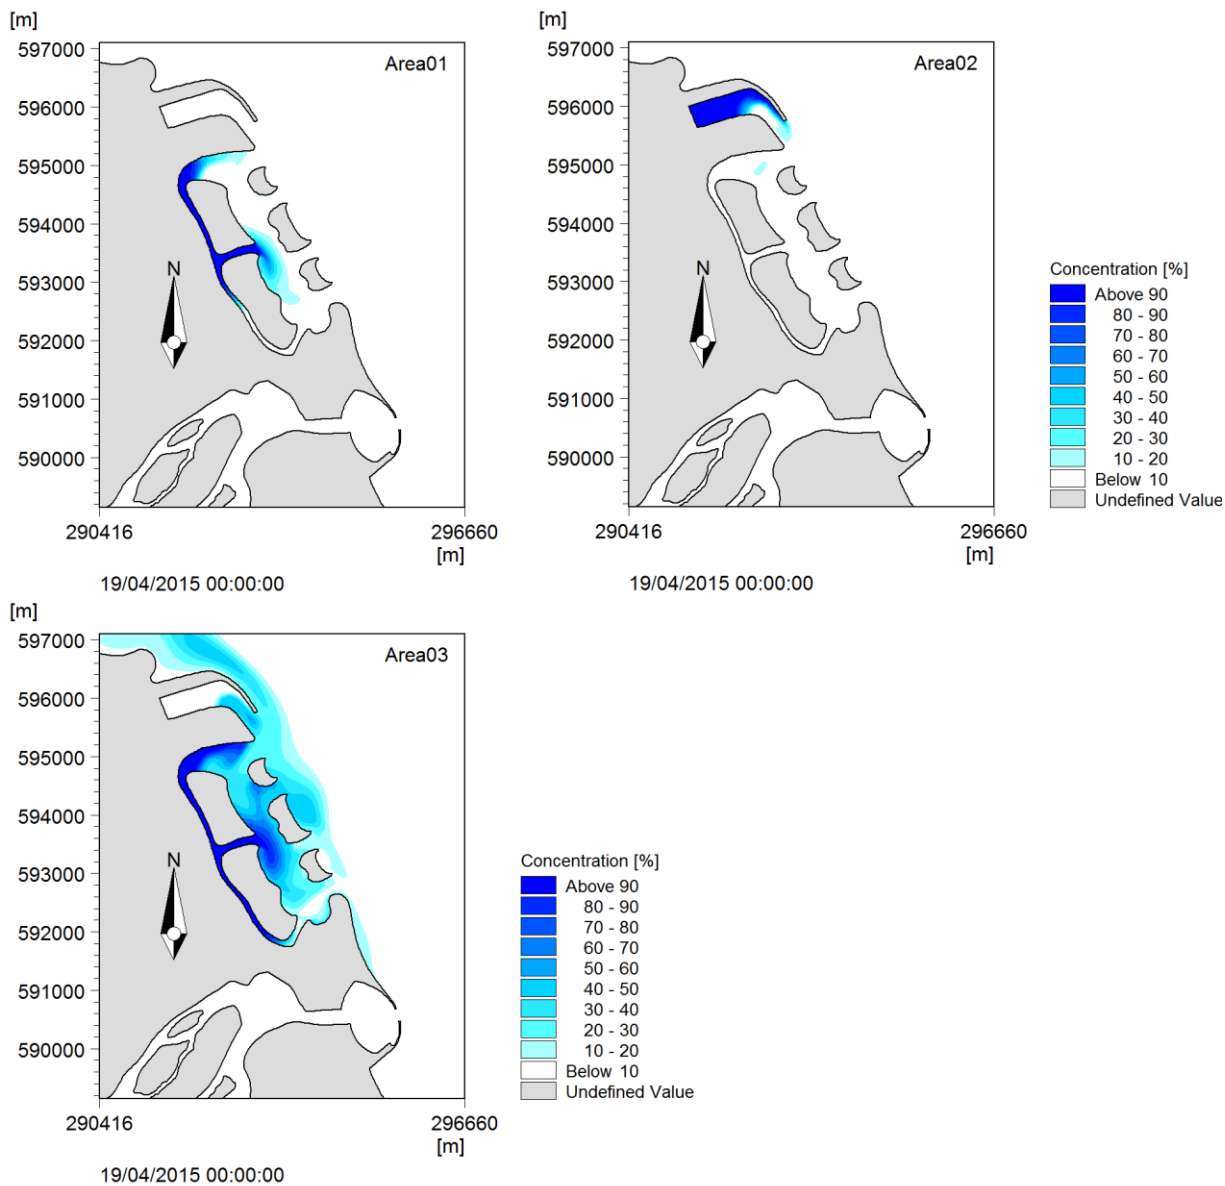 [m]
597000
596000
595000
594000
593000
592000
591000
590000
Area01
N
290416
296660
[m]
19/04/2015 00:00:00
[m]
597000
596000
595000
594000
593000
592000
591000
590000
Area02
N
290416
296660
[m]
19/04/2015 00:00:00
Concentration [%]
Above 90
80 - 90
70 - 80
60 - 70
50 - 60
40 - 50
30 - 40
20 - 30
10 - 20
Below 10
Undefined Value
[m]
597000
596000
595000
594000
593000
592000
591000
590000
Area03
N
290416
296660
[m]
19/04/2015 00:00:00
Concentration [%]
Above 90
80 - 90
70 - 80
60 - 70
50 - 60
40 - 50
30 - 40
20 - 30
10 - 20
Below 10
Undefined Value